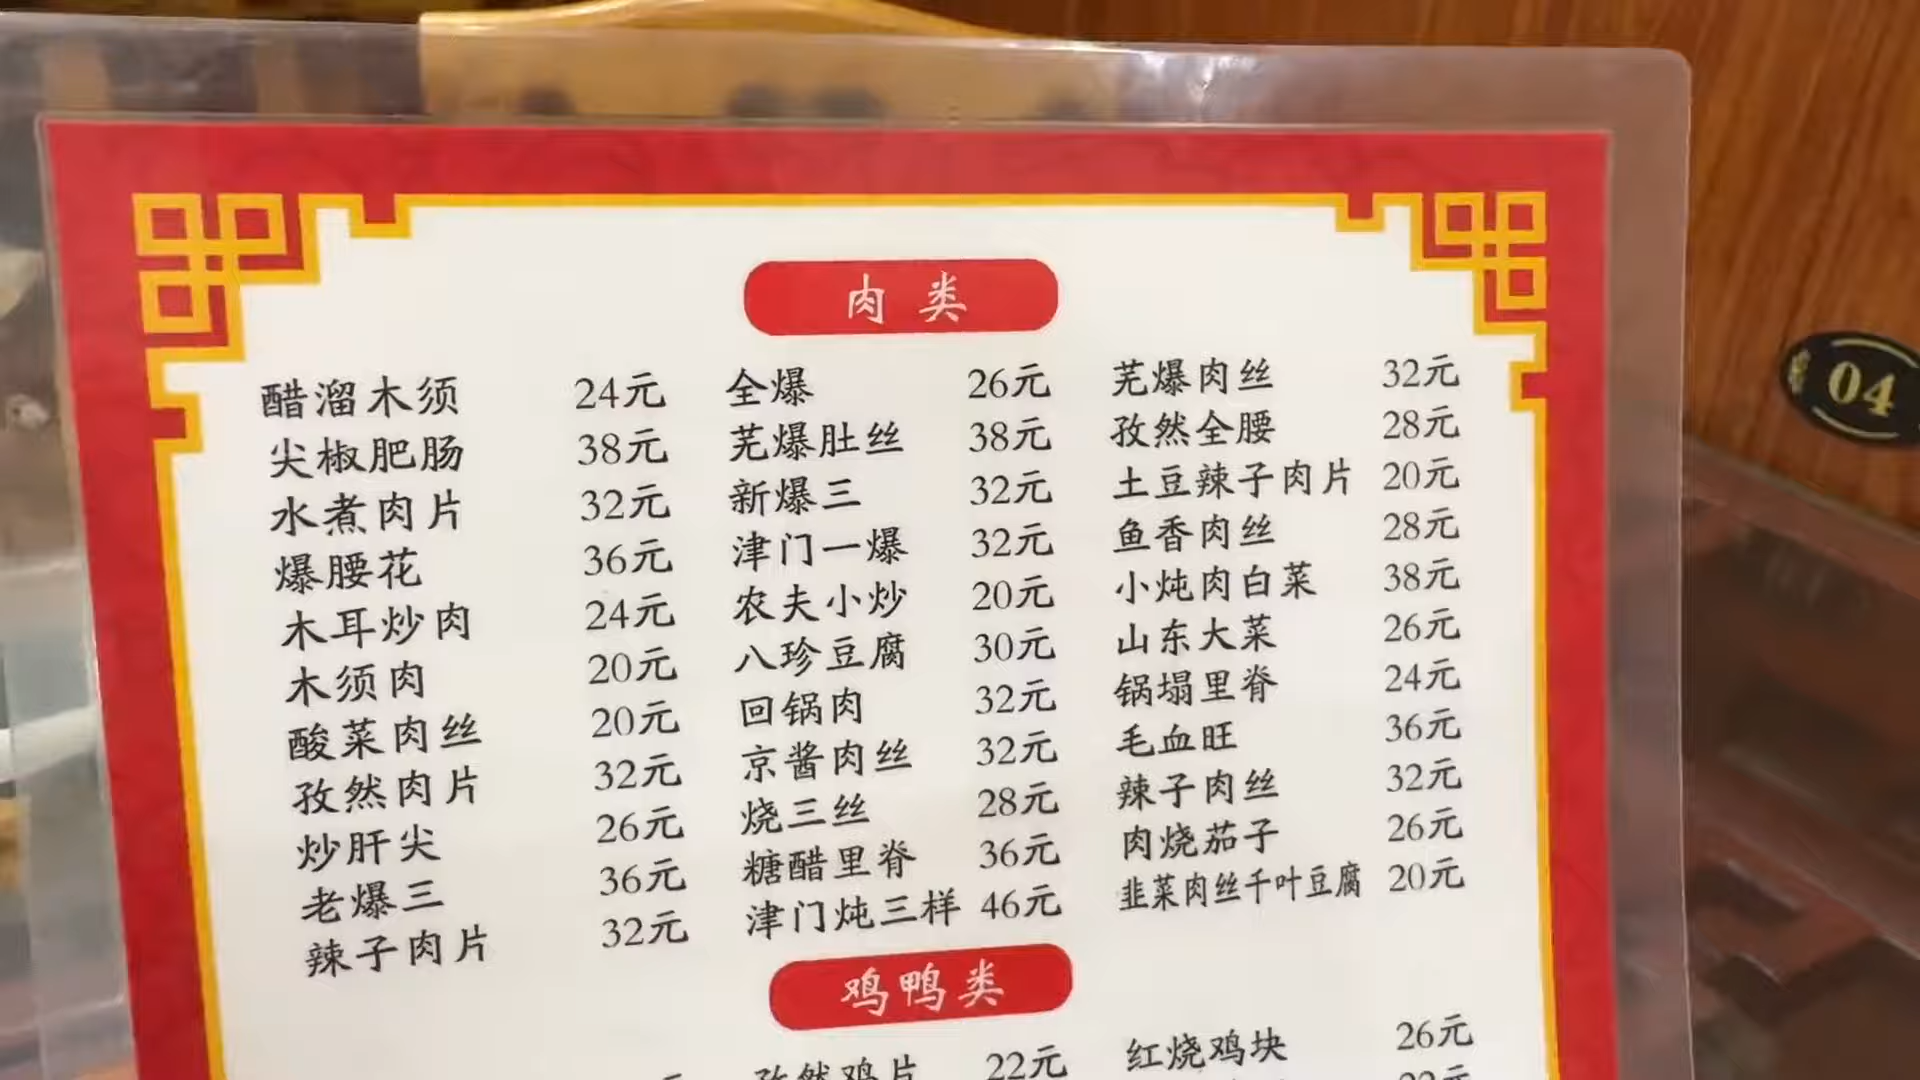 肉类
醋溜木须 24元 全爆 26元 芫爆肉丝 32元
尖椒肥肠 38元 芫爆肚丝 38元 孜然全腰 28元
水煮肉片 32元 新爆三 32元 土豆辣子肉片 20元
爆腰花 36元 津门一爆 32元 鱼香肉丝 28元
木耳炒肉 24元 农夫小炒 20元 小炖肉白菜 38元
木须肉 20元 八珍豆腐 30元 山东大菜 26元
酸菜肉丝 20元 回锅肉 32元 锅塌里脊 24元
孜然肉片 32元 京酱肉丝 32元 毛血旺 36元
炒肝尖 26元 烧三丝 28元 辣子肉丝 32元
老爆三 36元 糖醋里脊 36元 肉烧茄子 26元
辣子肉片 32元 津门炖三样 46元 韭菜肉丝千叶豆腐 20元
鸡鸭类
孜然鸡片 22元 红烧鸡块 26元
04